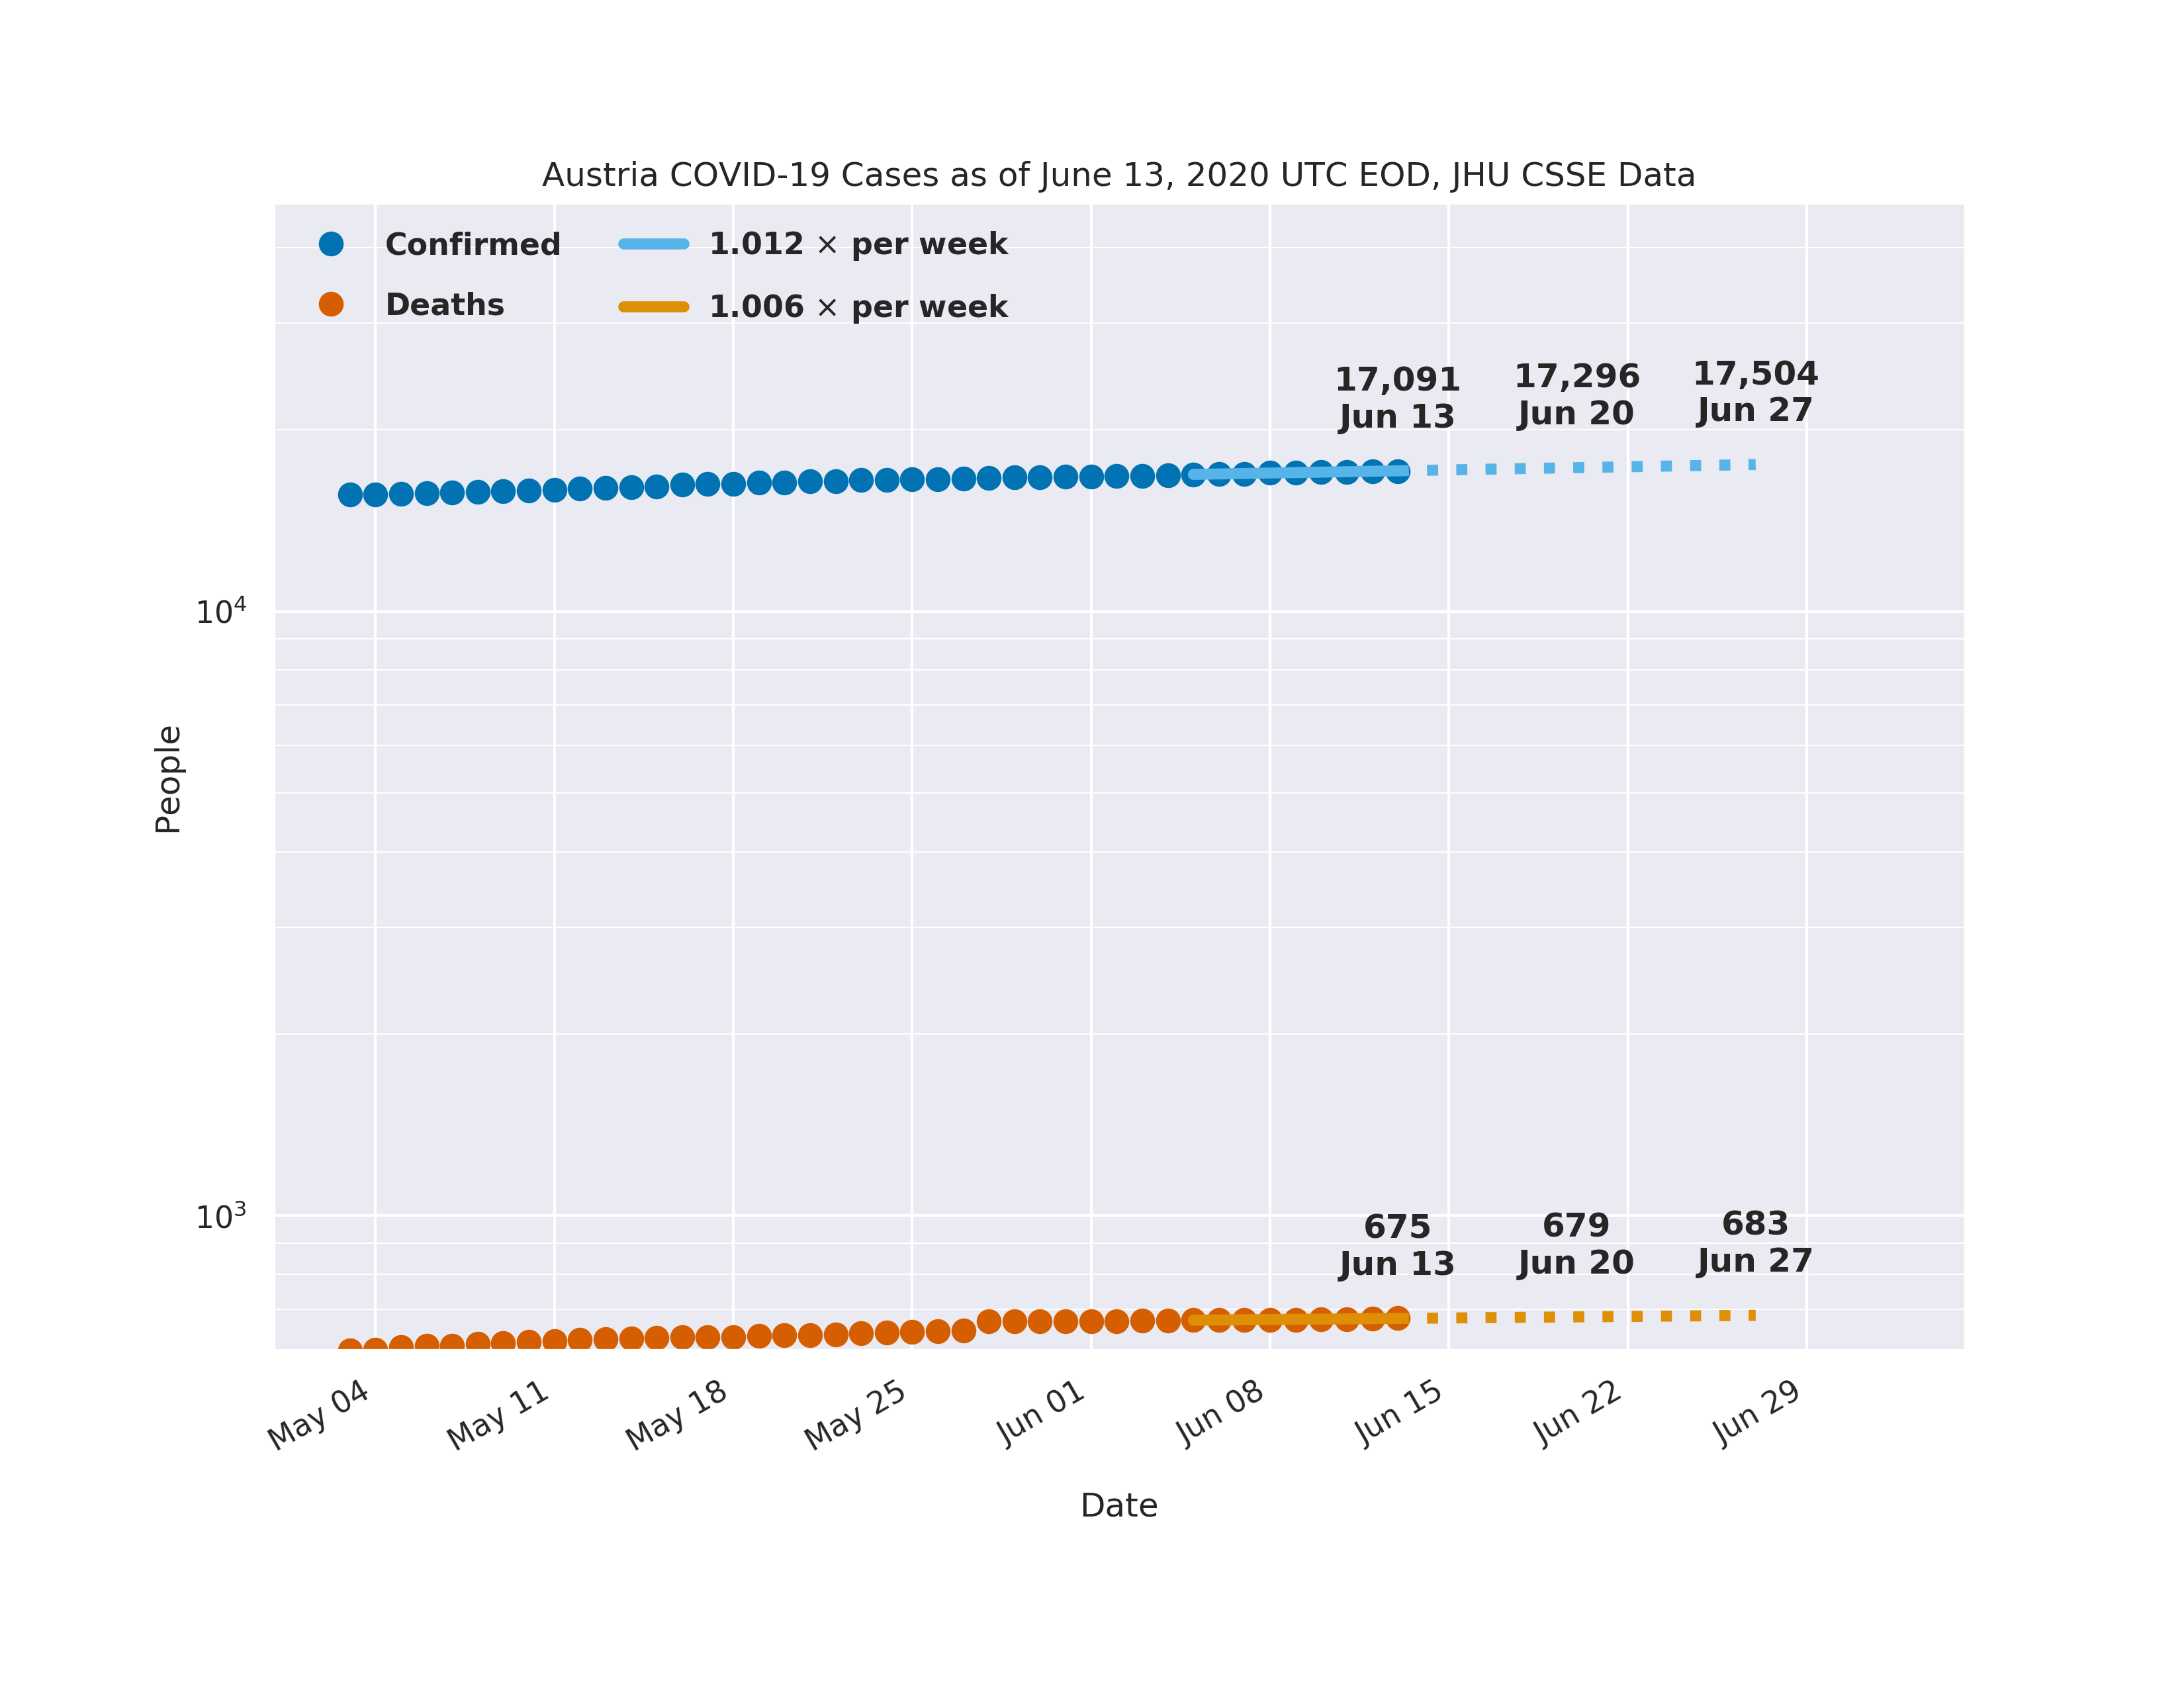 Austria COVID-19 Cases as of June 13, 2020 UTC EOD, JHU CSSE Data
Confirmed
Deaths
1.012 × per week
1.006 × per week
17,091
Jun 13
17,296
Jun 20
17,504
Jun 27
10⁴
People
10³
675
Jun 13
679
Jun 20
683
Jun 27
May 04
May 11
May 18
May 25
Jun 01
Jun 08
Jun 15
Jun 22
Jun 29
Date